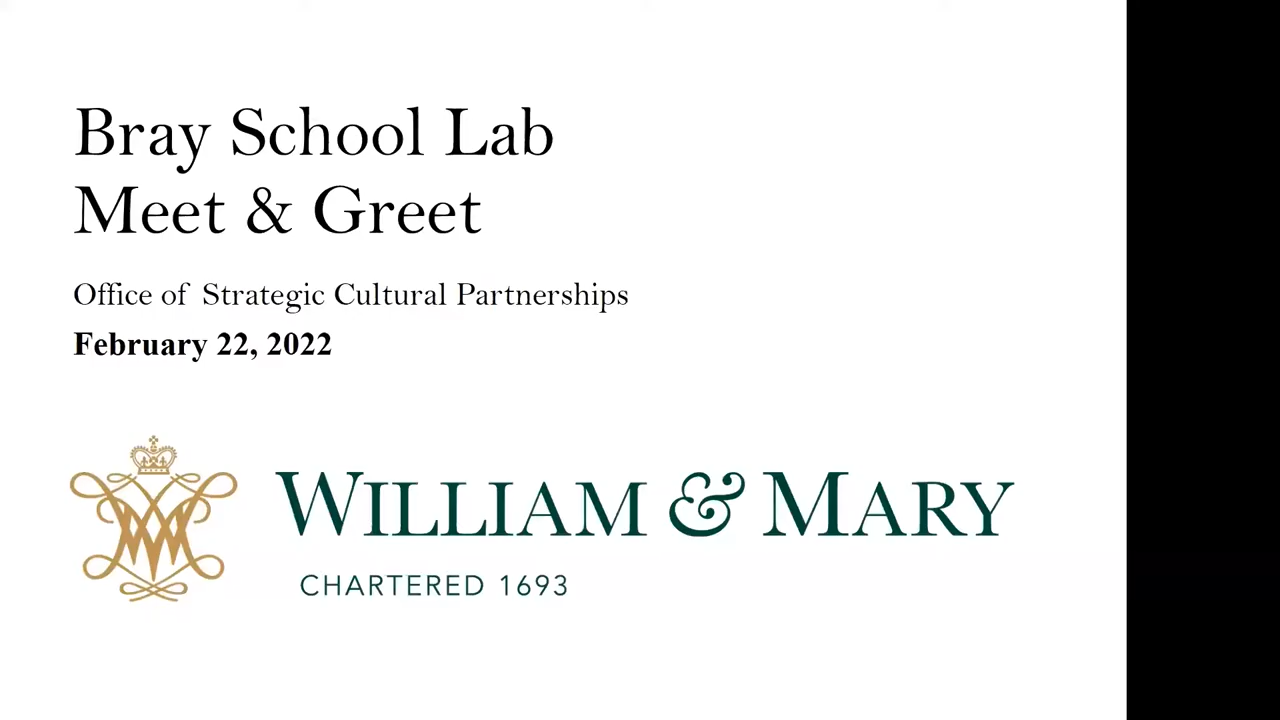 Bray School Lab
Meet & Greet
Office of Strategic Cultural Partnerships
February 22, 2022
WILLIAM & MARY
CHARTERED 1693